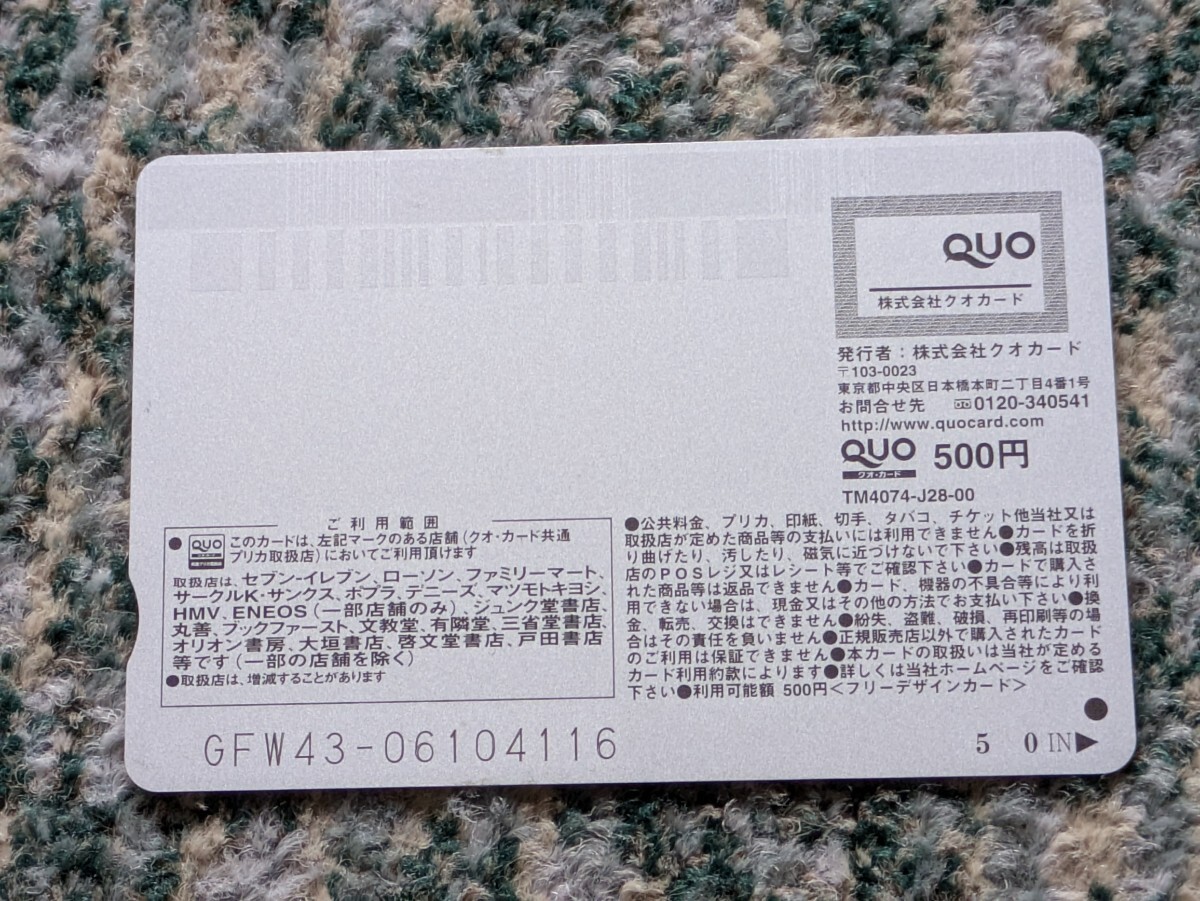 QUO
株式会社クオカード
発行者：株式会社クオカード
〒103-0023
東京都中央区日本橋本町二丁目4番1号
お問合せ先 0120-340541
http://www.quocard.com
QUO 500円
クオ・カード
TM4074-J28-00
ご利用範囲
●QUO このカードは、左記マークのある店舗（クオ・カード共通
プリカ取扱店）においてご利用頂けます
取扱店は、セブン-イレブン、ローソン、ファミリーマート、
サークルK・サンクス、ポプラ、デニーズ、マツモトキヨシ、
HMV、ENEOS（一部店舗のみ）、ジュンク堂書店、
丸善、ブックファースト、文教堂、有隣堂、三省堂書店、
オリオン書房、大垣書店、啓文堂書店、戸田書店
等です（一部の店舗を除く）
●取扱店は、増減することがあります
●公共料金、プリカ、印紙、切手、タバコ、チケット他当社又は
取扱店が定めた商品等の支払いには利用できません●カードを折
り曲げたり、汚したり、磁気に近づけないで下さい●残高は取扱
店のPOSレジ又はレシート等でご確認下さい●カードで購入さ
れた商品等は返品できません●カード、機器の不具合等により利
用できない場合は、現金又はその他の方法でお支払い下さい●換
金、転売、交換はできません●紛失、盗難、破損、再印刷等の場
合はその責任を負いません●正規販売店以外で購入されたカード
のご利用は保証できません●本カードの取扱いは当社が定める
カード利用約款によります●詳しくは当社ホームページをご確認
下さい●利用可能額 500円＜フリーデザインカード＞
GFW43-06104116
5 0 IN▶